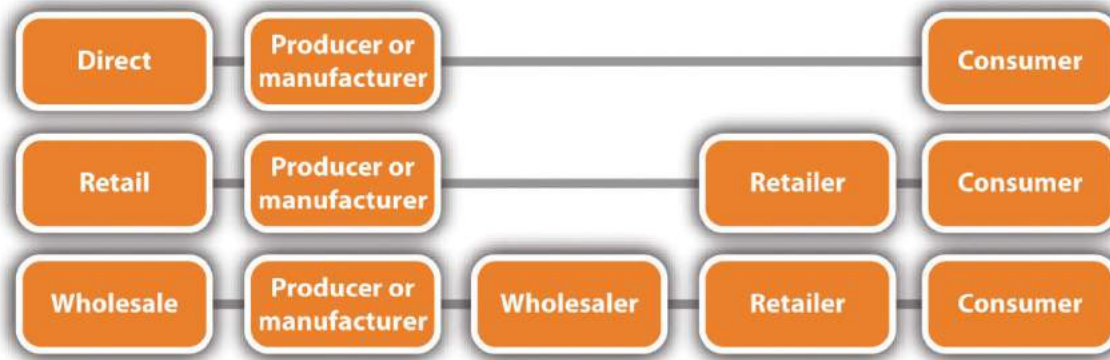 Direct
Producer or
manufacturer
Consumer
Retail
Producer or
manufacturer
Retailer
Consumer
Wholesale
Producer or
manufacturer
Wholesaler
Retailer
Consumer